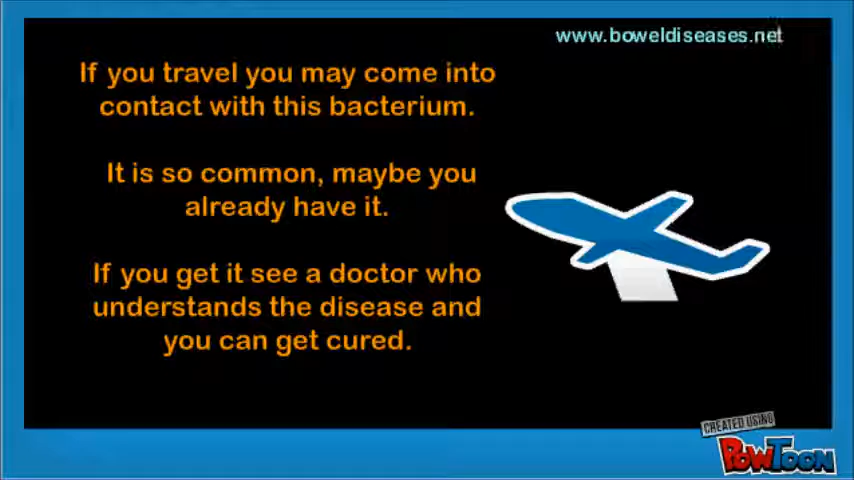 www.boweldiseases.net
If you travel you may come into
contact with this bacterium.
It is so common, maybe you
already have it.
If you get it see a doctor who
understands the disease and
you can get cured.
CREATED USING
PowToon